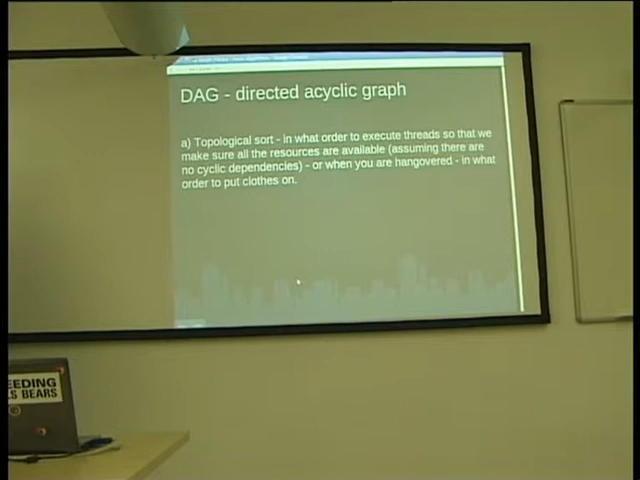 DAG - directed acyclic graph
a) Topological sort - in what order to execute threads so that we
make sure all the resources are available (assuming there are
no cyclic dependencies) - or when you are hangovered - in what
order to put clothes on.
EEDING
S BEARS